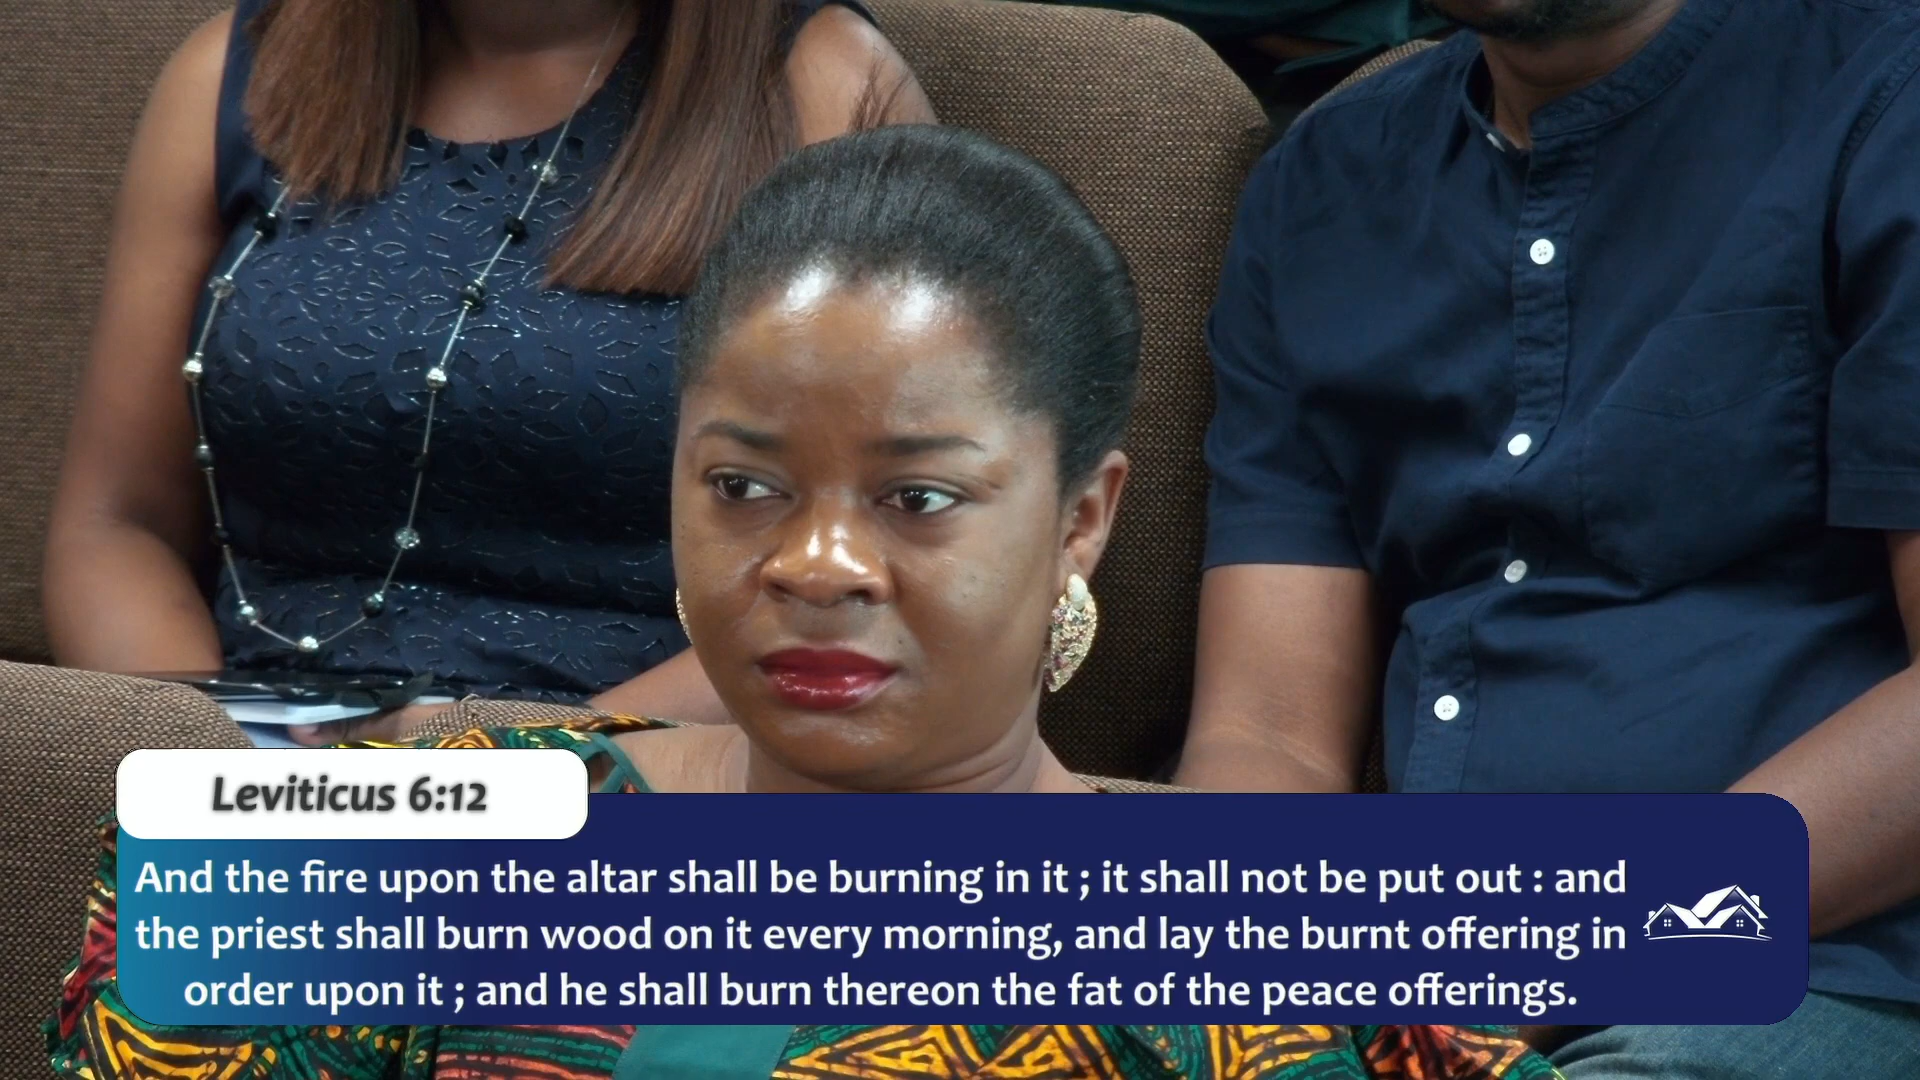 Leviticus 6:12
And the fire upon the altar shall be burning in it ; it shall not be put out : and
the priest shall burn wood on it every morning, and lay the burnt offering in
order upon it ; and he shall burn thereon the fat of the peace offerings.